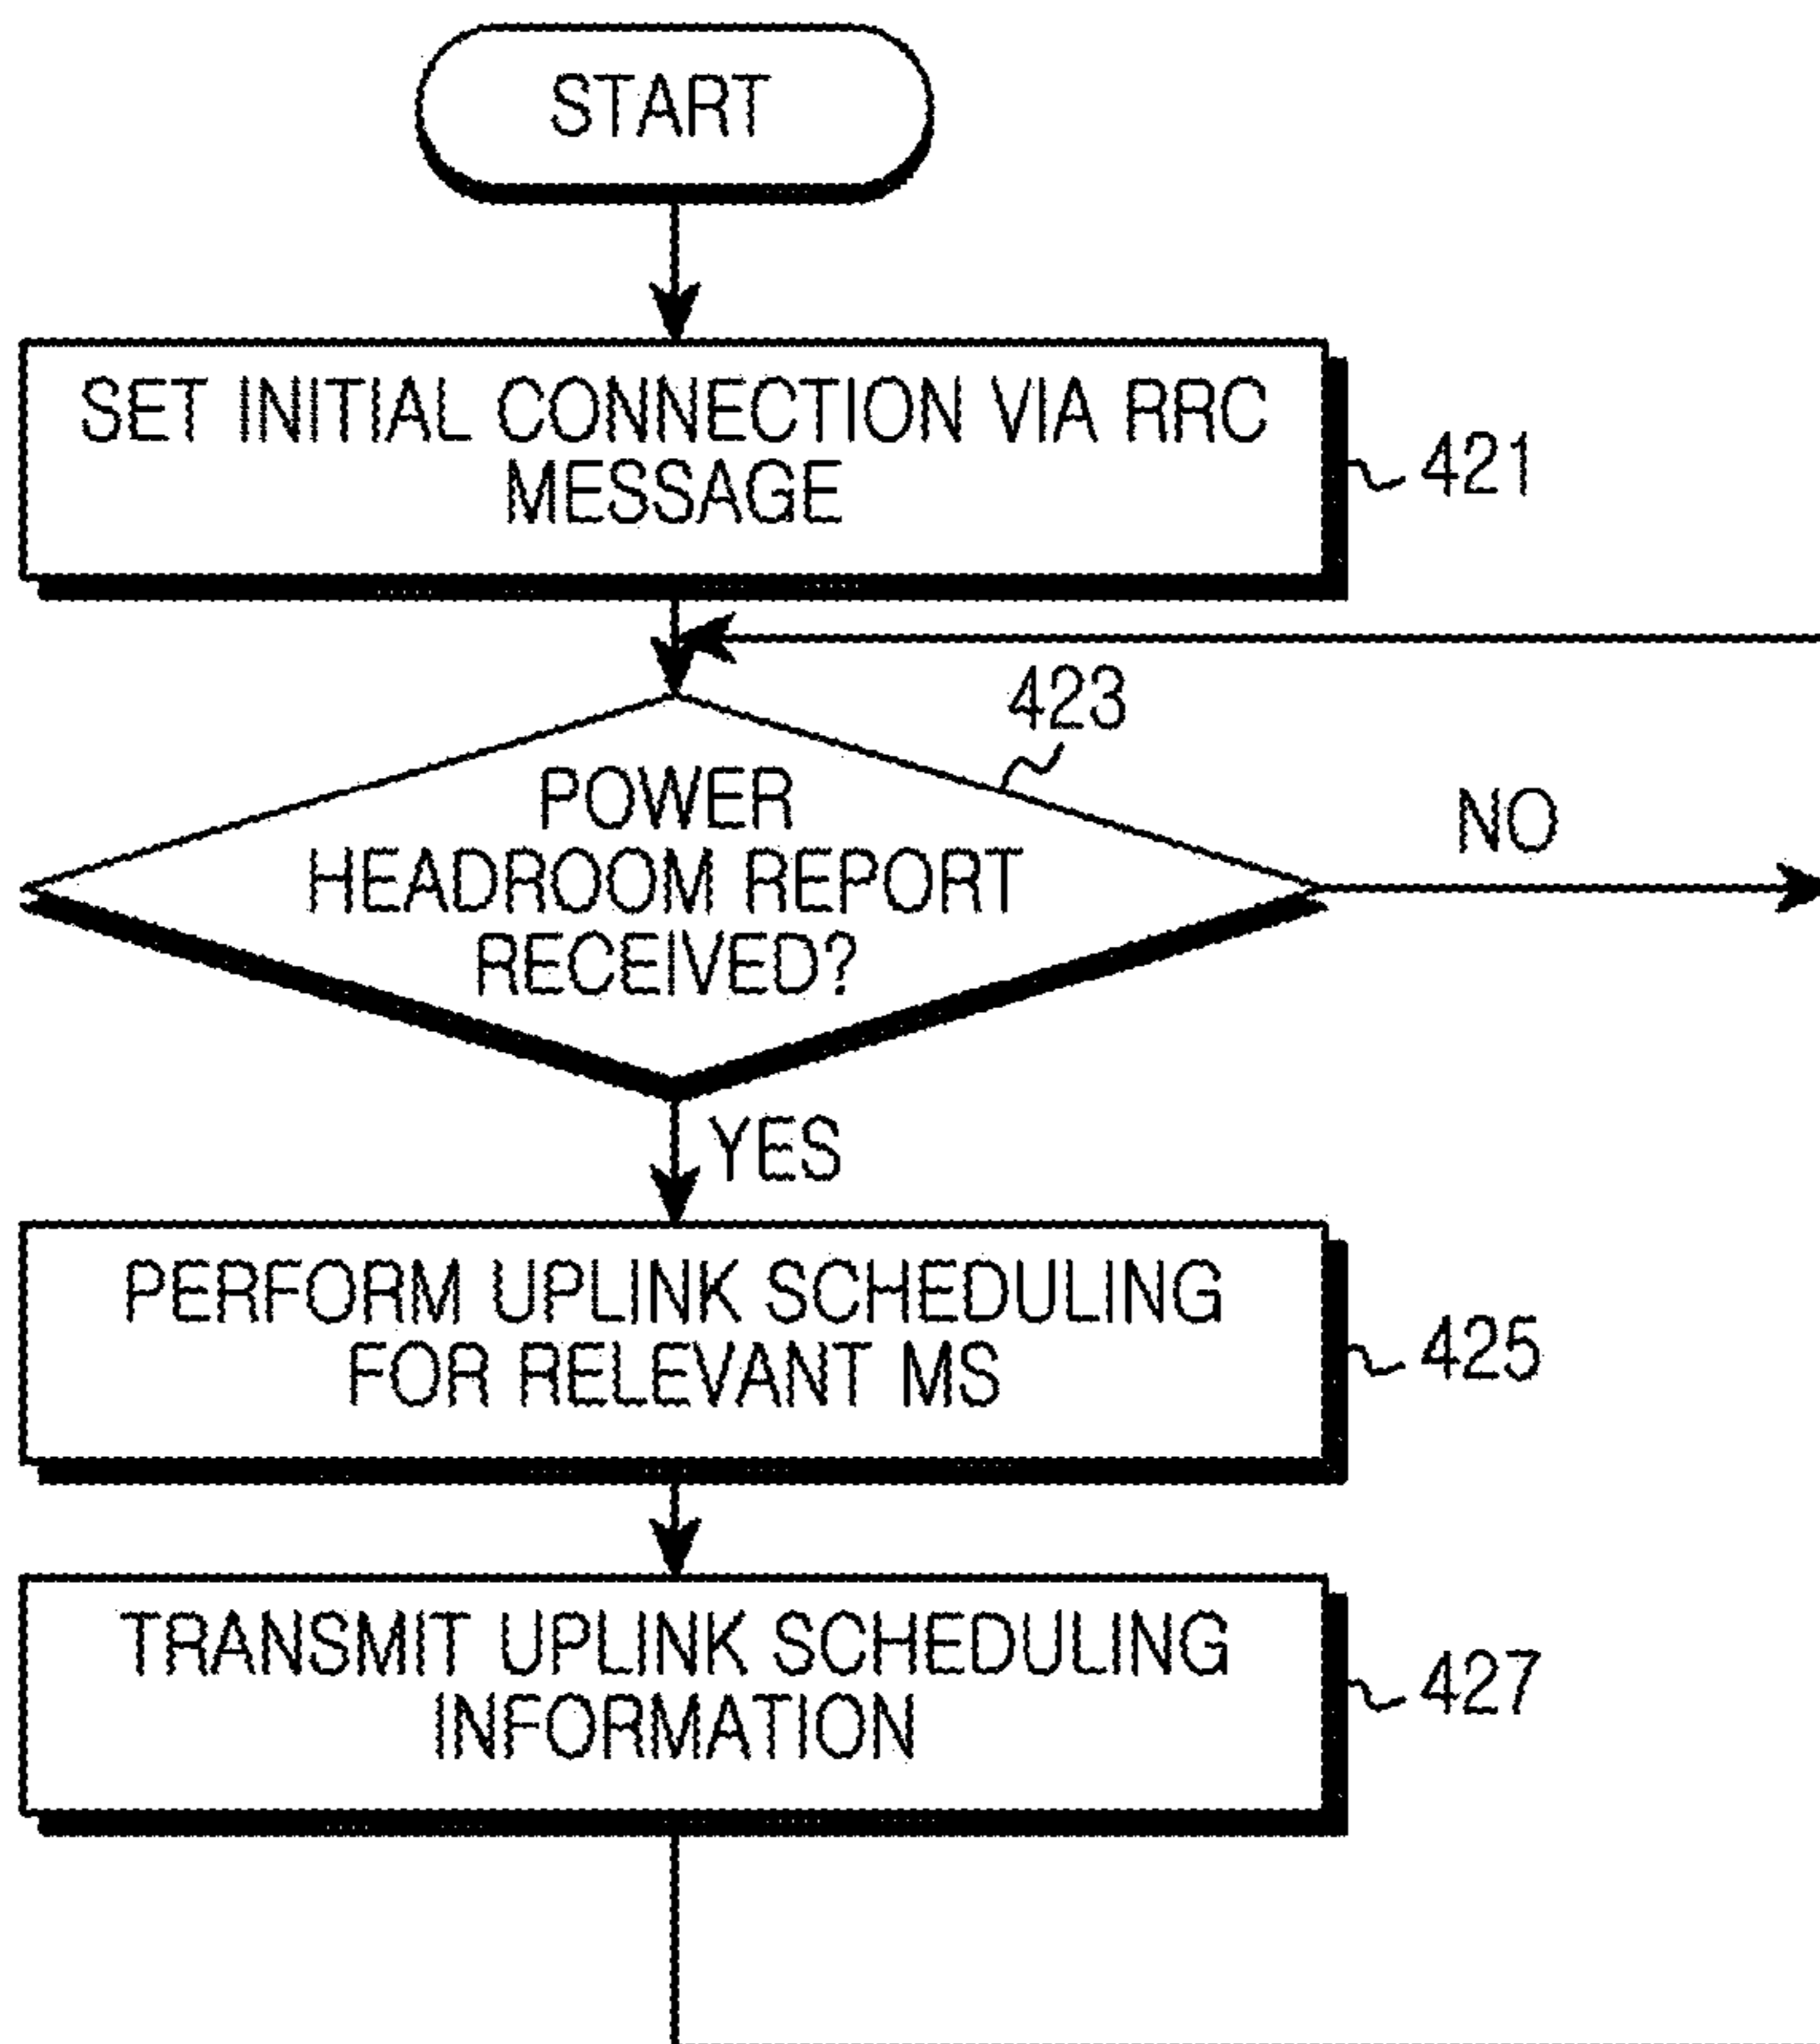 START
SET INITIAL CONNECTION VIA RRC
MESSAGE
421
423
POWER
HEADROOM REPORT
RECEIVED?
NO
YES
PERFORM UPLINK SCHEDULING
FOR RELEVANT MS
425
TRANSMIT UPLINK SCHEDULING
INFORMATION
427